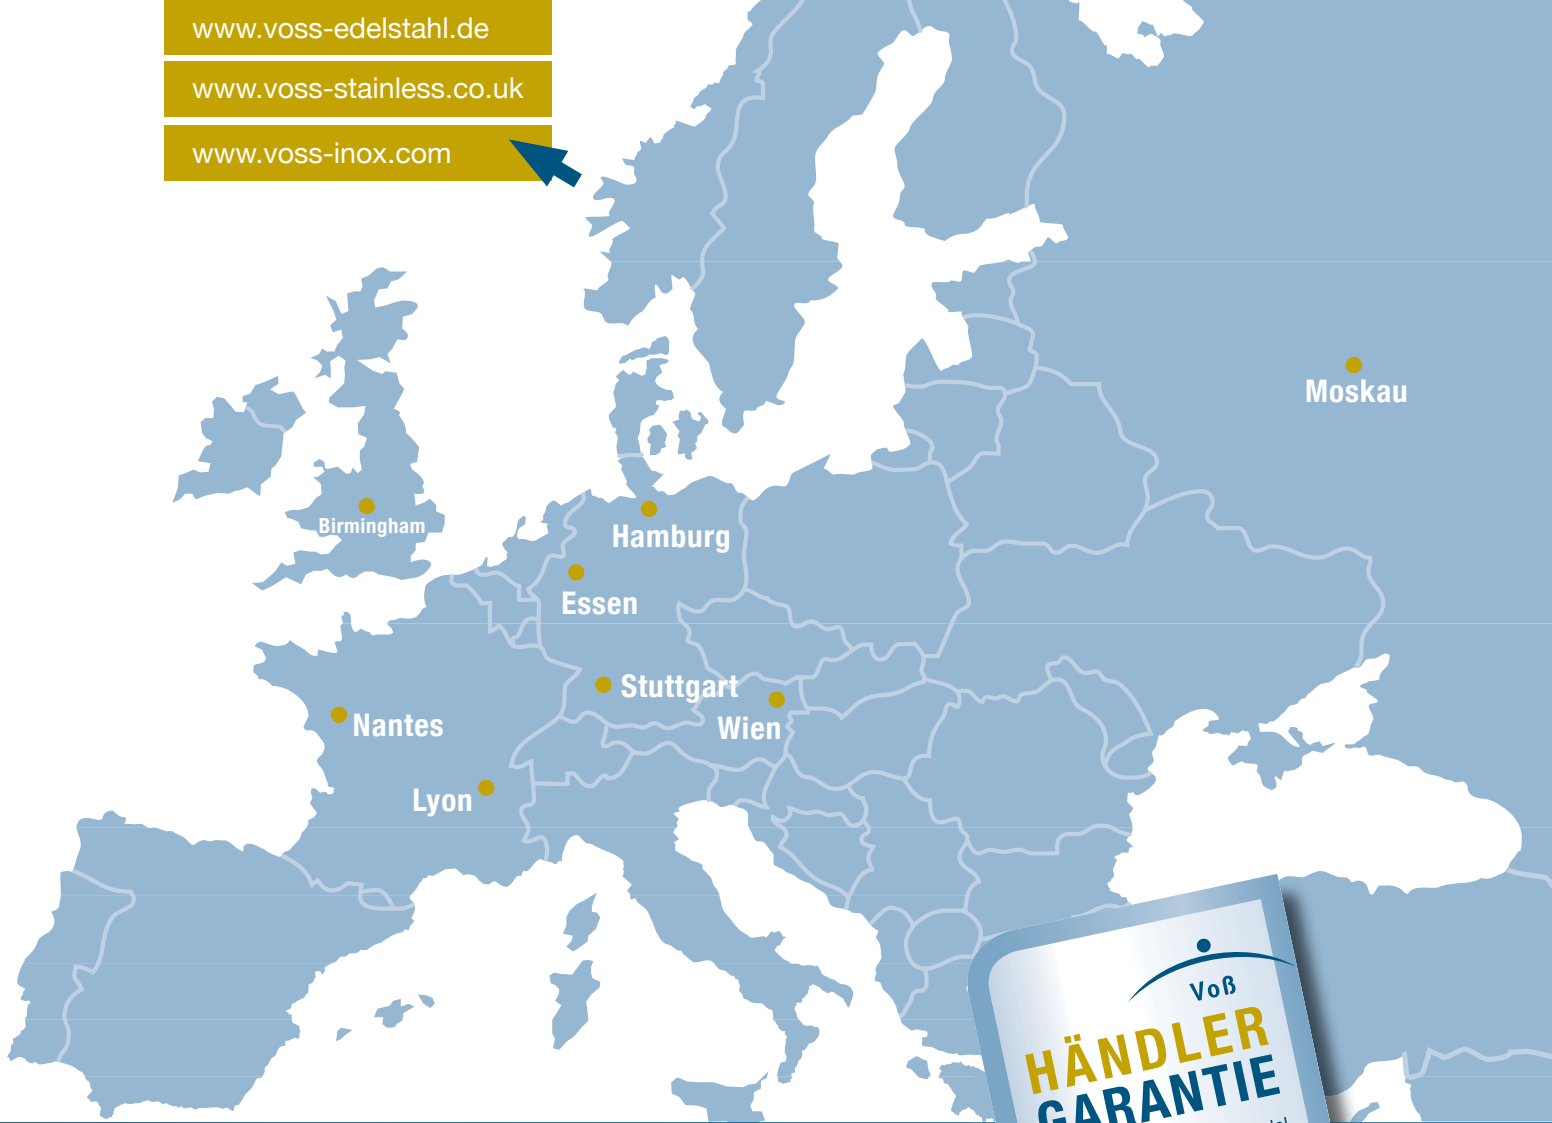 www.voss-edelstahl.de
www.voss-stainless.co.uk
www.voss-inox.com
Moskau
Birmingham
Hamburg
Essen
Stuttgart
Wien
Nantes
Lyon
Voß
HÄNDLER
GARANTIE